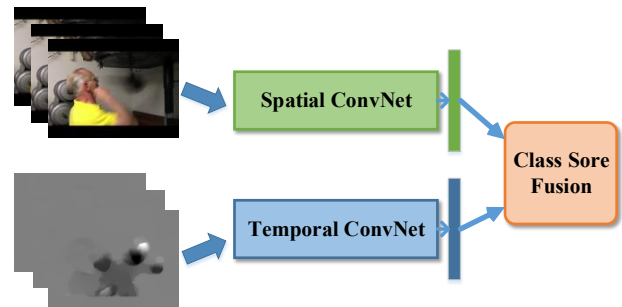 Spatial ConvNet
Temporal ConvNet
Class Sore
Fusion